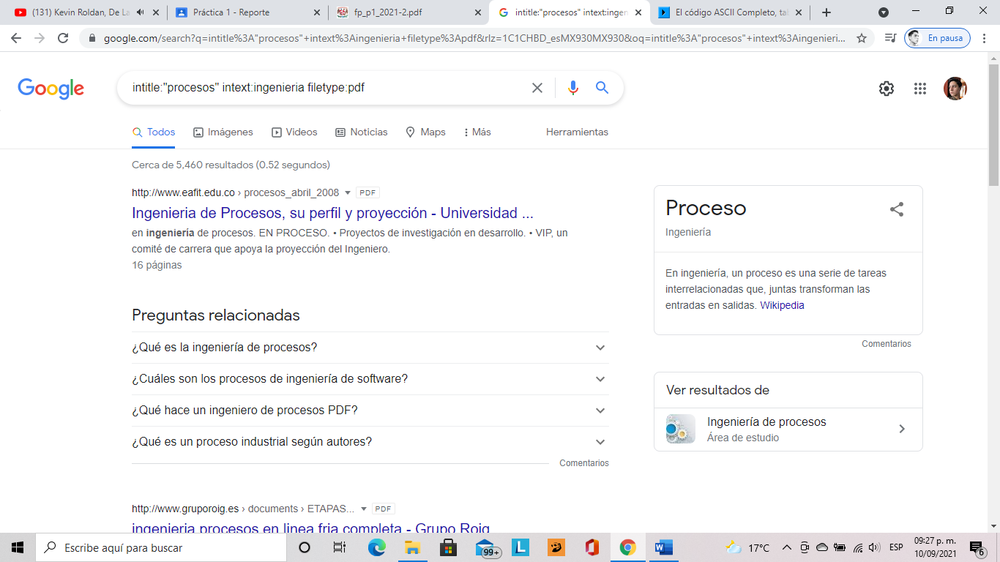 (131) Kevin Roldan, De La
Práctica 1 - Reporte
fp_p1_2021-2.pdf
intitle:"procesos" intext:ingen
El código ASCII Completo, tal
google.com/search?q=intitle%3A"procesos"+intext%3Aingenieria+filetype%3Apdf&rlz=1C1CHBD_esMX930MX930&oq=intitle%3A"procesos"+intext%3Aingenieri...
En pausa
Google
intitle:"procesos" intext:ingenieria filetype:pdf
Todos
Imágenes
Videos
Noticias
Maps
Más
Herramientas
Cerca de 5,460 resultados (0.52 segundos)
http://www.eafit.edu.co › procesos_abril_2008
PDF
Ingenieria de Procesos, su perfil y proyección - Universidad ...
en ingeniería de procesos. EN PROCESO. • Proyectos de investigación en desarrollo. • VIP, un
comité de carrera que apoya la proyección del Ingeniero.
16 páginas
Preguntas relacionadas
¿Qué es la ingeniería de procesos?
¿Cuáles son los procesos de ingeniería de software?
¿Qué hace un ingeniero de procesos PDF?
¿Qué es un proceso industrial según autores?
Comentarios
http://www.gruporoig.es › documents › ETAPAS...
PDF
ingenieria procesos en linea fria completa - Grupo Roig
Proceso
Ingeniería
En ingeniería, un proceso es una serie de tareas
interrelacionadas que, juntas transforman las
entradas en salidas. Wikipedia
Comentarios
Ver resultados de
Ingeniería de procesos
Área de estudio
Escribe aquí para buscar
99+
L
W
17°C
ESP
09:27 p. m.
10/09/2021
6